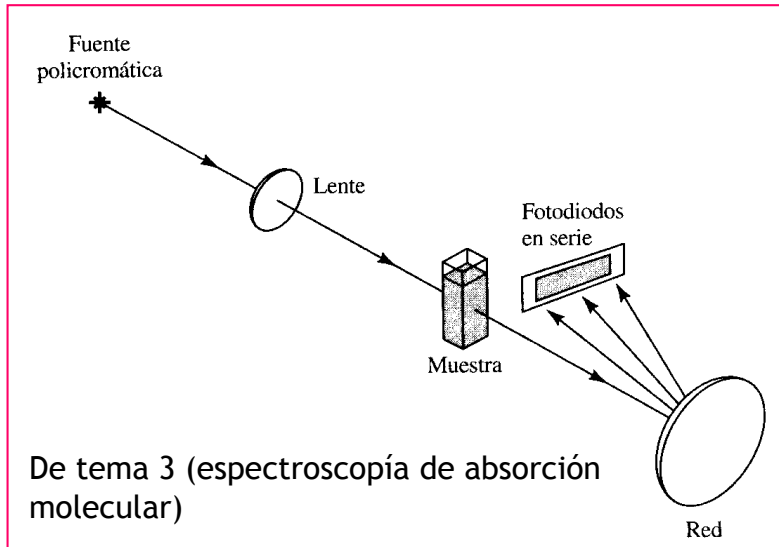 Fuente
policromática
Lente
Fotodiodos
en serie
Muestra
De tema 3 (espectroscopía de absorción
molecular)
Red